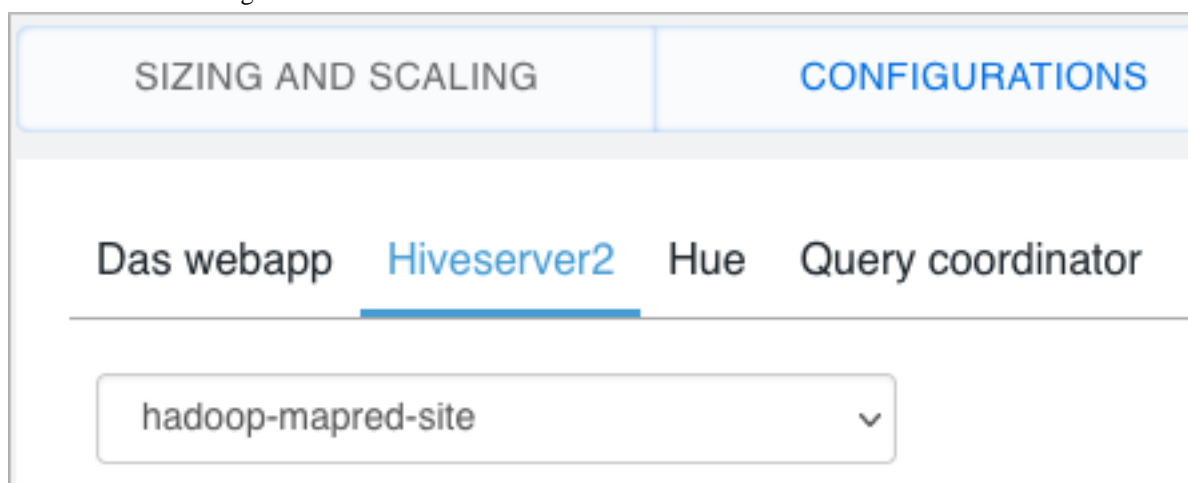 SIZING AND SCALING CONFIGURATIONS
Das webapp Hiveserver2 Hue Query coordinator
hadoop-mapred-site